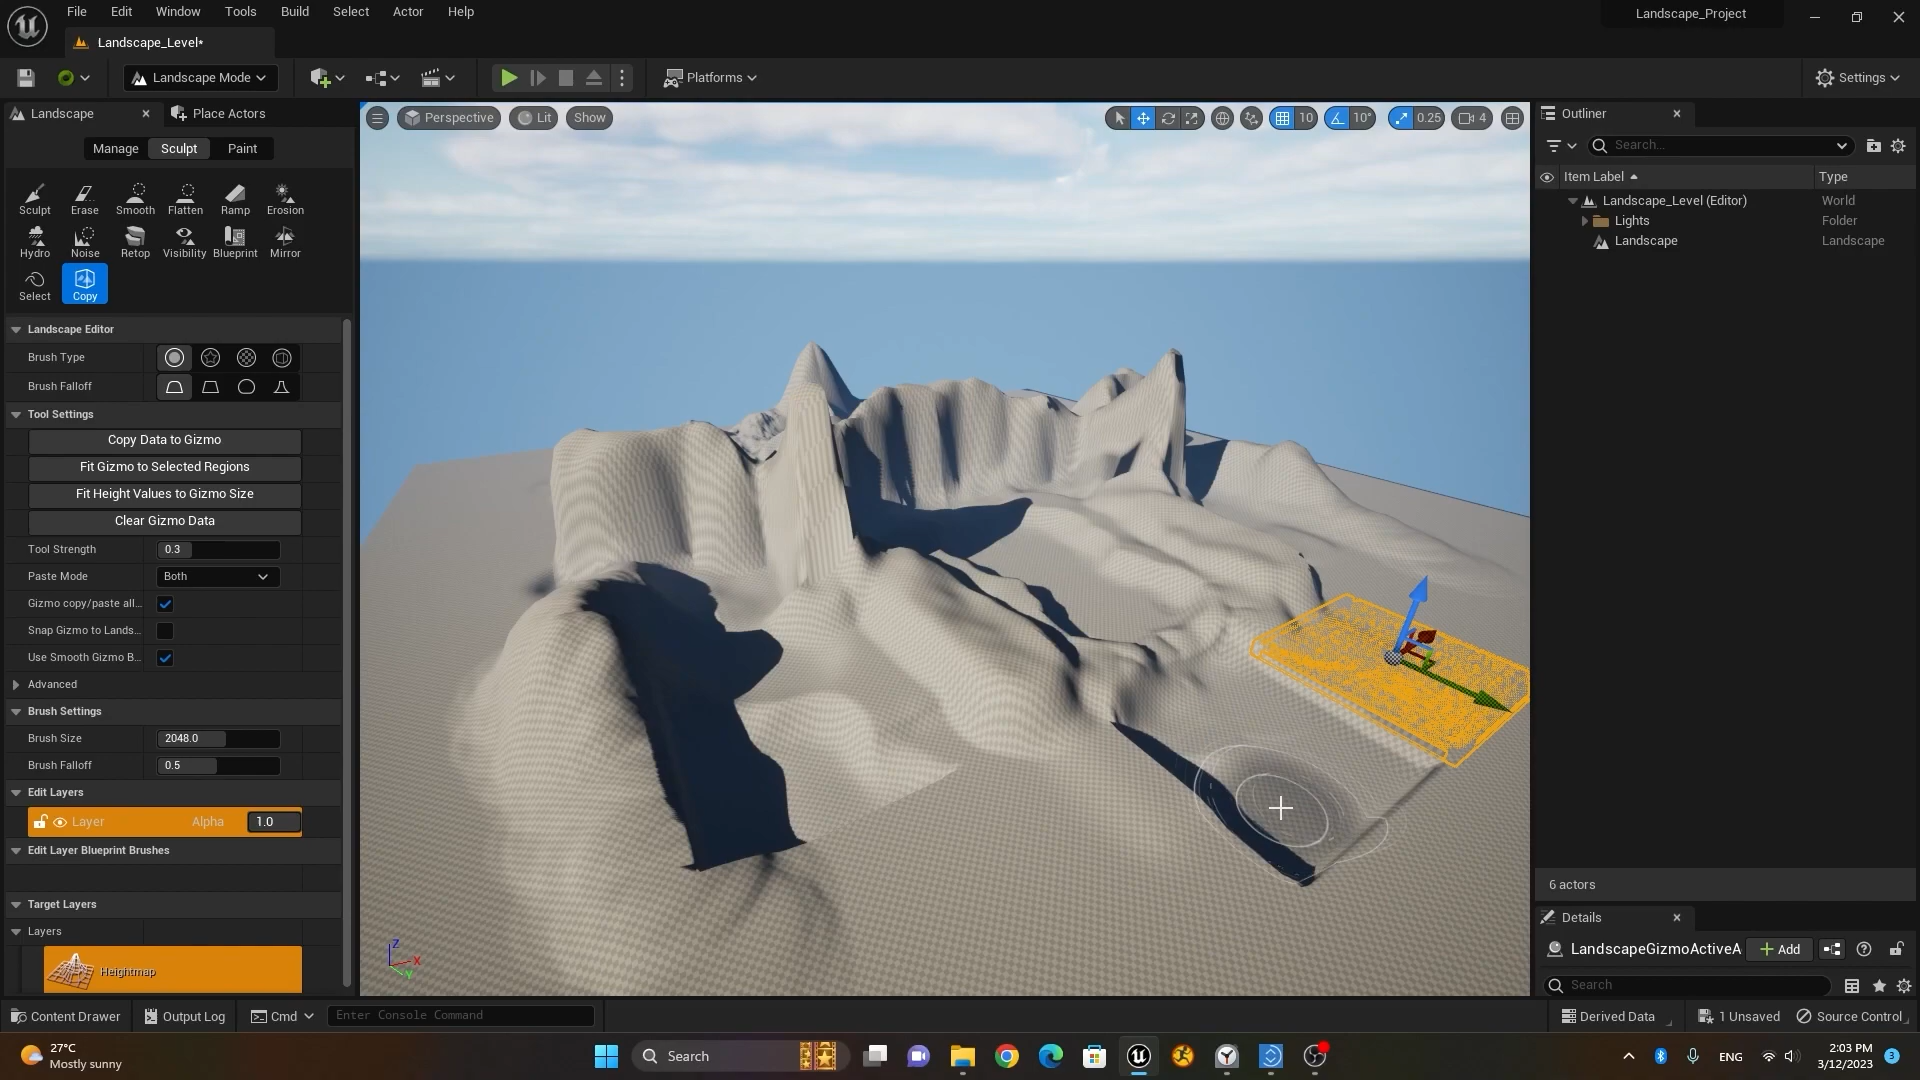 File Edit Window Tools Build Select Actor Help
Landscape_Project
Landscape_Level*
Landscape Mode
Platforms
Settings
Landscape
Place Actors
Manage Sculpt Paint
Sculpt Erase Smooth Flatten Ramp Erosion
Hydro Noise Retop Visibility Blueprint Mirror
Select Copy
Landscape Editor
Brush Type
Brush Falloff
Tool Settings
Copy Data to Gizmo
Fit Gizmo to Selected Regions
Fit Height Values to Gizmo Size
Clear Gizmo Data
Tool Strength 0.3
Paste Mode Both
Gizmo copy/paste all...
Snap Gizmo to Lands...
Use Smooth Gizmo B...
Advanced
Brush Settings
Brush Size 2048.0
Brush Falloff 0.5
Edit Layers
Layer Alpha 1.0
Edit Layer Blueprint Brushes
Target Layers
Layers
Heightmap
Perspective Lit Show
10 10° 0.25 4
Z
X
Y
Outliner
Search...
Item Label Type
Landscape_Level (Editor) World
Lights Folder
Landscape Landscape
6 actors
Details
LandscapeGizmoActiveA
Add
Search
Content Drawer Output Log Cmd Enter Console Command
Derived Data 1 Unsaved Source Control
27°C
Mostly sunny
Search
ENG
2:03 PM
3/12/2023
3